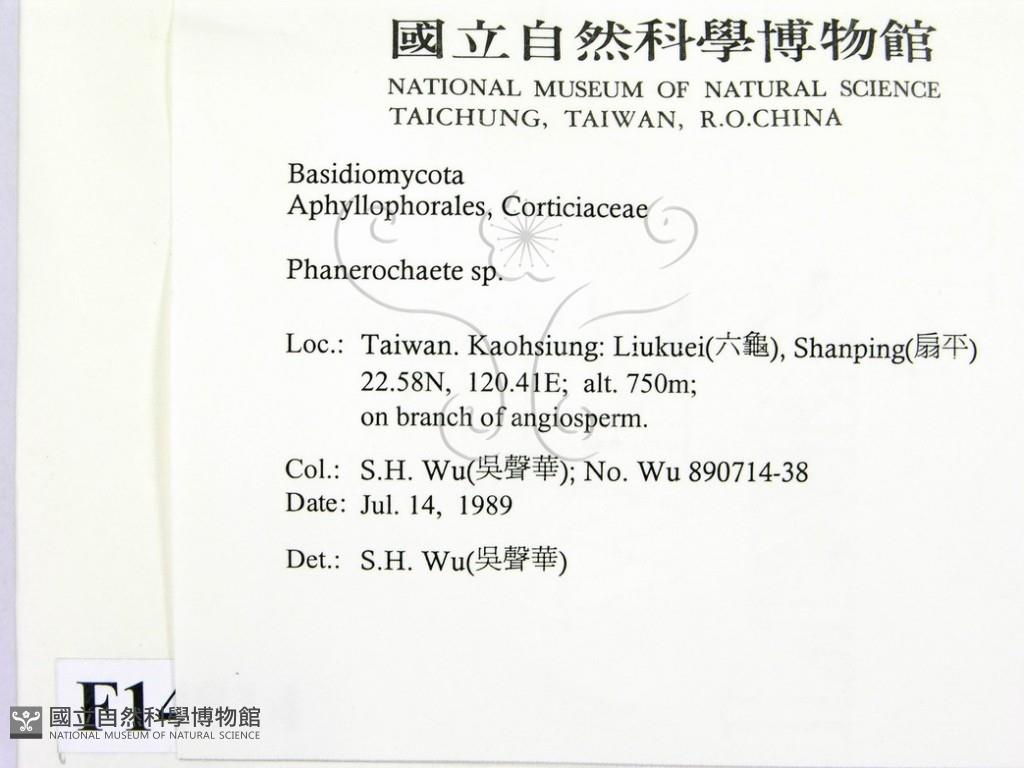 國立自然科學博物館
NATIONAL MUSEUM OF NATURAL SCIENCE
TAICHUNG, TAIWAN, R.O.CHINA
Basidiomycota
Aphyllophorales, Corticiaceae
Phanerochaete sp.
Loc.: Taiwan. Kaohsiung: Liukuei(六龜), Shanping(扇平)
22.58N, 120.41E; alt. 750m;
on branch of angiosperm.
Col.: S.H. Wu(吳聲華); No. Wu 890714-38
Date: Jul. 14, 1989
Det.: S.H. Wu(吳聲華)
F14
國立自然科學博物館
NATIONAL MUSEUM OF NATURAL SCIENCE